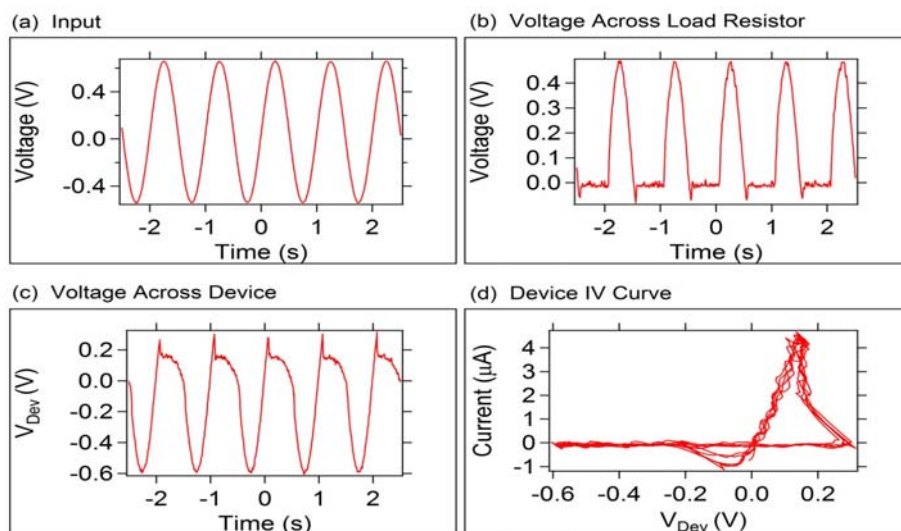 (a) Input
(b) Voltage Across Load Resistor
Voltage (V)
0.4
0.0
-0.4
-2 -1 0 1 2
Time (s)
Voltage (V)
0.4
0.3
0.2
0.1
0.0
-2 -1 0 1 2
Time (s)
(c) Voltage Across Device
(d) Device IV Curve
VDev (V)
0.2
0.0
-0.2
-0.4
-0.6
-2 -1 0 1 2
Time (s)
Current (μA)
4
3
2
1
0
-1
-0.6 -0.4 -0.2 0.0 0.2
VDev (V)